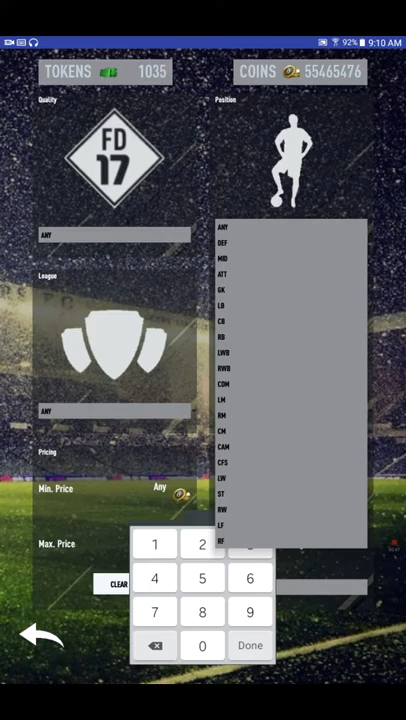 92% 9:10 AM
TOKENS 1035
COINS 55465476
Quality
FD
17
ANY
League
ANY
Pricing
Min. Price Any
Max. Price
CLEAR
Position
ANY
DEF
MID
ATT
GK
LB
CB
RB
LWB
RWB
CDM
LM
RM
CM
CAM
CFS
LW
ST
RW
LF
RF
1 2
4 5 6
7 8 9
0 Done